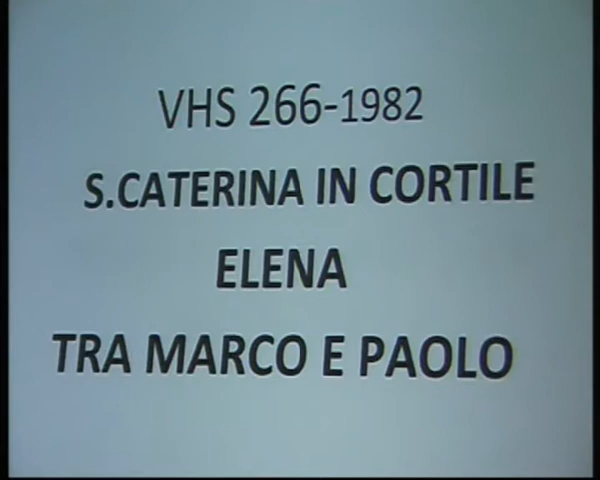 VHS 266-1982
S.CATERINA IN CORTILE
ELENA
TRA MARCO E PAOLO